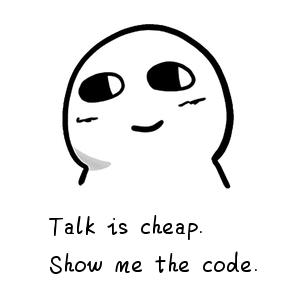 Talk is cheap.
Show me the code.